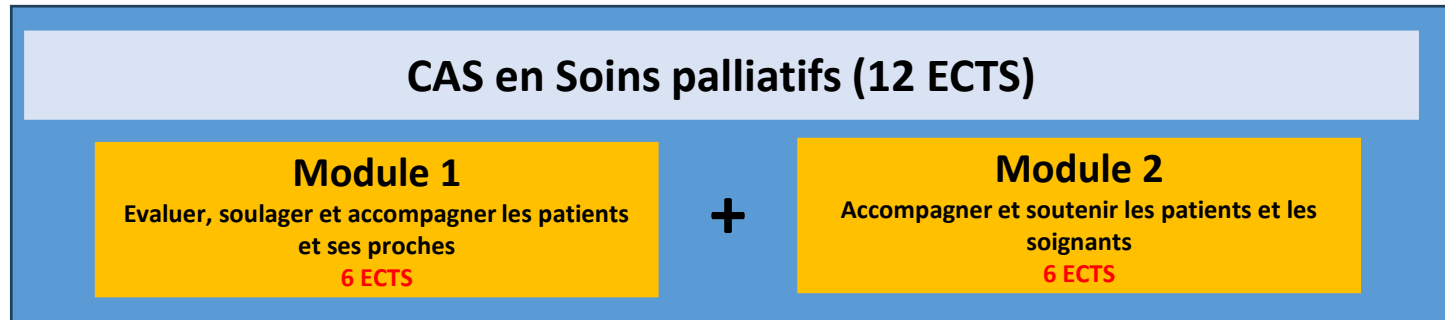 CAS en Soins palliatifs (12 ECTS)
Module 1
Evaluer, soulager et accompagner les patients
et ses proches
6 ECTS
+
Module 2
Accompagner et soutenir les patients et les
soignants
6 ECTS